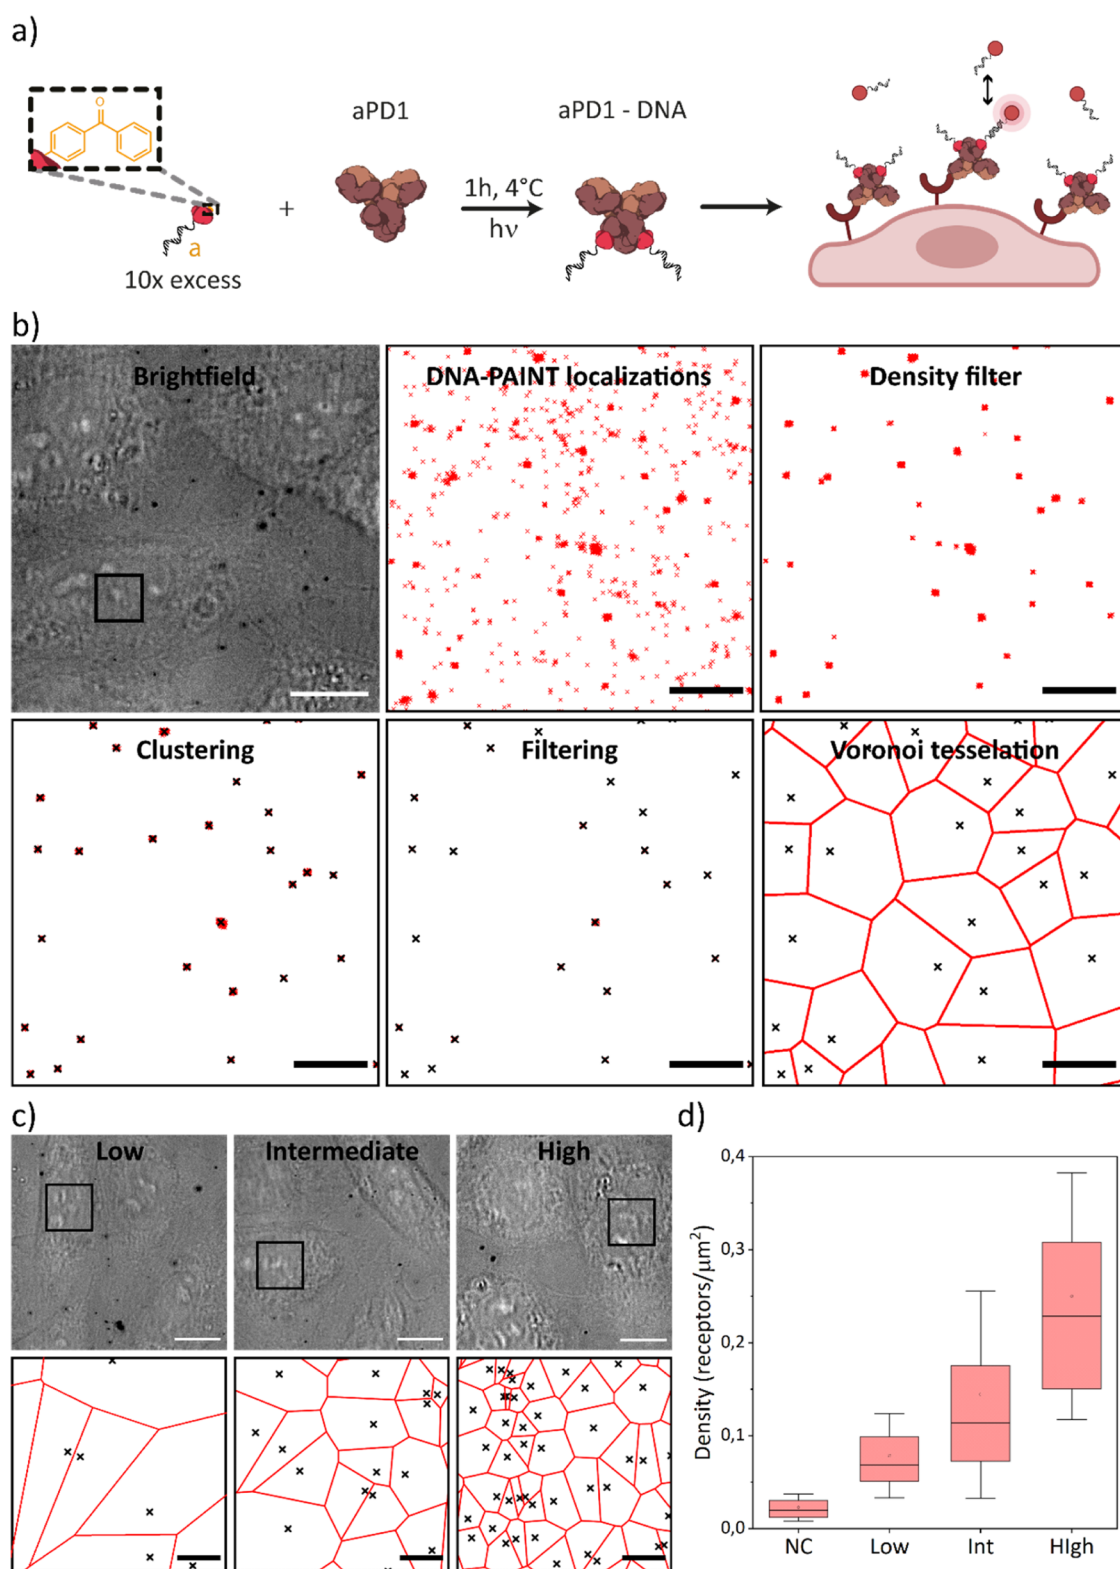 a)
O
a
10x excess
+
aPD1
1h, 4°C
hν
aPD1 - DNA
b)
Brightfield
DNA-PAINT localizations
Density filter
Clustering
Filtering
Voronoi tesselation
c)
Low
Intermediate
High
d)
Density (receptors/μm²)
0,4
0,3
0,2
0,1
0,0
NC
Low
Int
HIgh